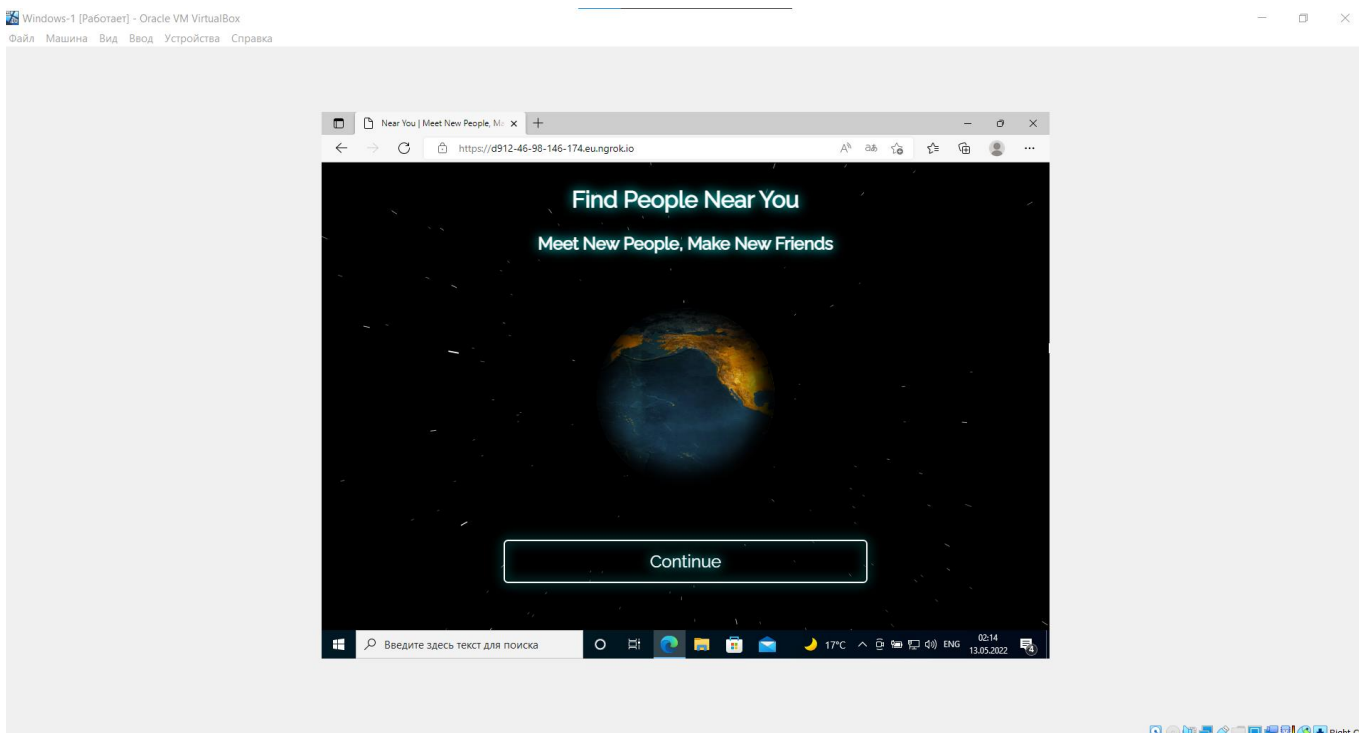 Windows-1 [Работает] - Oracle VM VirtualBox
Файл Машина Вид Ввод Устройства Справка
Near You | Meet New People, Ma
https://d912-46-98-146-174.eu.ngrok.io
Find People Near You
Meet New People, Make New Friends
Continue
Введите здесь текст для поиска
17°C
ENG
02:14
13.05.2022
4
Right C